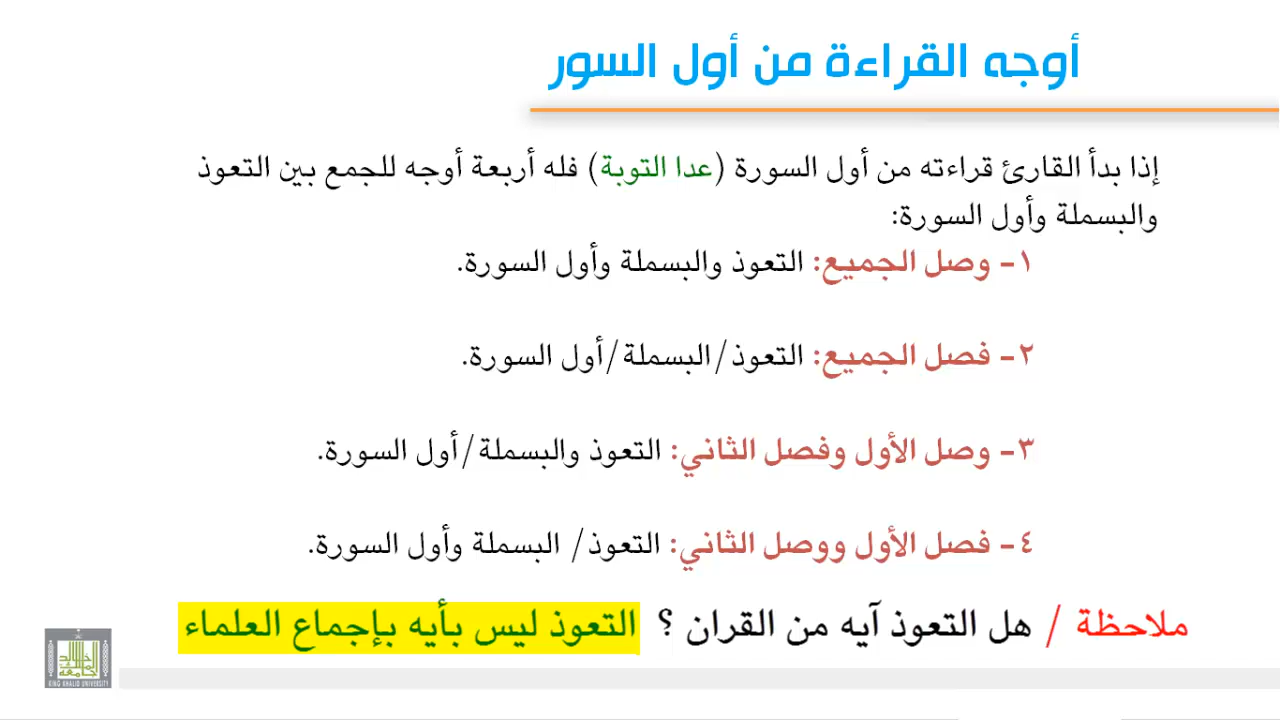 أوجه القراءة من أول السور
إذا بدأ القارئ قراءته من أول السورة (عدا التوبة) فله أربعة أوجه للجمع بين التعوذ
والبسملة وأول السورة:
١- وصل الجميع: التعوذ والبسملة وأول السورة.
٢- فصل الجميع: التعوذ/البسملة/أول السورة.
٣- وصل الأول وفصل الثاني: التعوذ والبسملة/أول السورة.
٤- فصل الأول ووصل الثاني: التعوذ/ البسملة وأول السورة.
ملاحظة / هل التعوذ آيه من القران ؟ التعوذ ليس بأيه بإجماع العلماء
KING KHALID UNIVERSITY